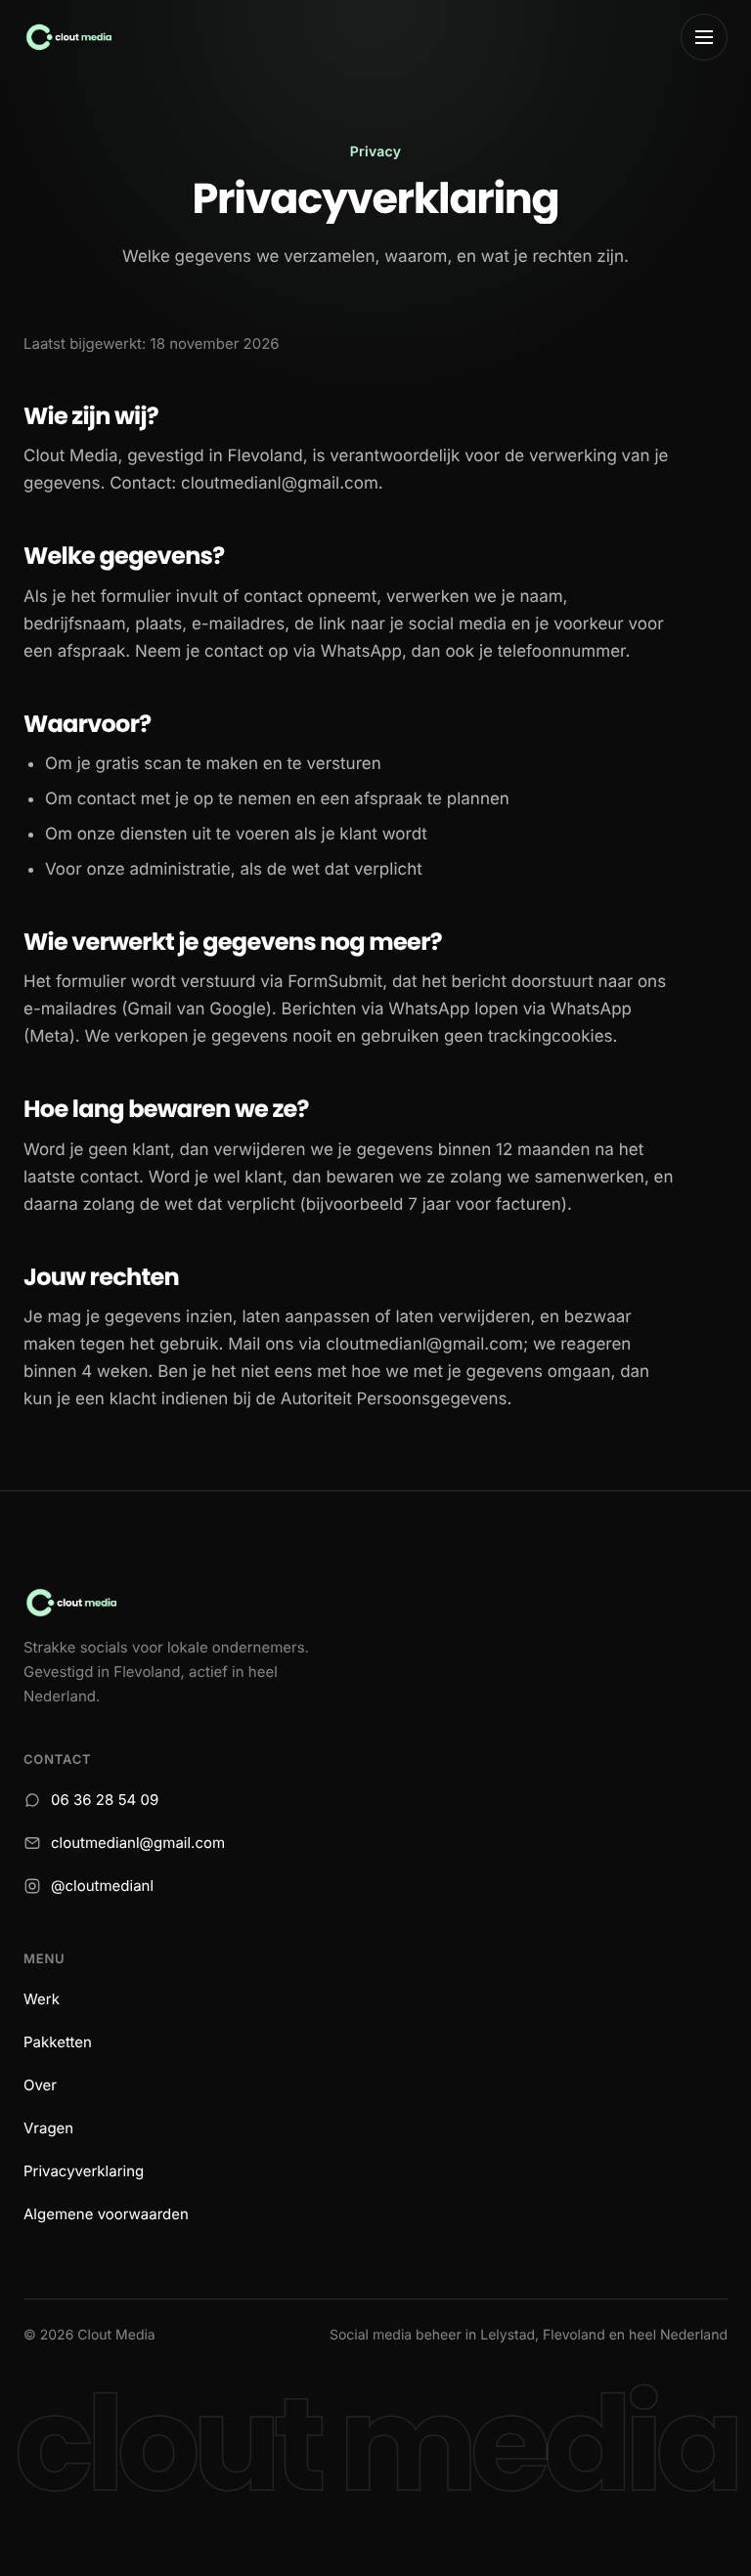 clout media
Privacy
Privacyverklaring
Welke gegevens we verzamelen, waarom, en wat je rechten zijn.
Laatst bijgewerkt: 18 november 2026
Wie zijn wij?
Clout Media, gevestigd in Flevoland, is verantwoordelijk voor de verwerking van je
gegevens. Contact: cloutmedianl@gmail.com.
Welke gegevens?
Als je het formulier invult of contact opneemt, verwerken we je naam,
bedrijfsnaam, plaats, e-mailadres, de link naar je social media en je voorkeur voor
een afspraak. Neem je contact op via WhatsApp, dan ook je telefoonnummer.
Waarvoor?
• Om je gratis scan te maken en te versturen
• Om contact met je op te nemen en een afspraak te plannen
• Om onze diensten uit te voeren als je klant wordt
• Voor onze administratie, als de wet dat verplicht
Wie verwerkt je gegevens nog meer?
Het formulier wordt verstuurd via FormSubmit, dat het bericht doorstuurt naar ons
e-mailadres (Gmail van Google). Berichten via WhatsApp lopen via WhatsApp
(Meta). We verkopen je gegevens nooit en gebruiken geen trackingcookies.
Hoe lang bewaren we ze?
Word je geen klant, dan verwijderen we je gegevens binnen 12 maanden na het
laatste contact. Word je wel klant, dan bewaren we ze zolang we samenwerken, en
daarna zolang de wet dat verplicht (bijvoorbeeld 7 jaar voor facturen).
Jouw rechten
Je mag je gegevens inzien, laten aanpassen of laten verwijderen, en bezwaar
maken tegen het gebruik. Mail ons via cloutmedianl@gmail.com; we reageren
binnen 4 weken. Ben je het niet eens met hoe we met je gegevens omgaan, dan
kun je een klacht indienen bij de Autoriteit Persoonsgegevens.
clout media
Strakke socials voor lokale ondernemers.
Gevestigd in Flevoland, actief in heel
Nederland.
CONTACT
06 36 28 54 09
cloutmedianl@gmail.com
@cloutmedianl
MENU
Werk
Pakketten
Over
Vragen
Privacyverklaring
Algemene voorwaarden
© 2026 Clout Media
Social media beheer in Lelystad, Flevoland en heel Nederland
clout media